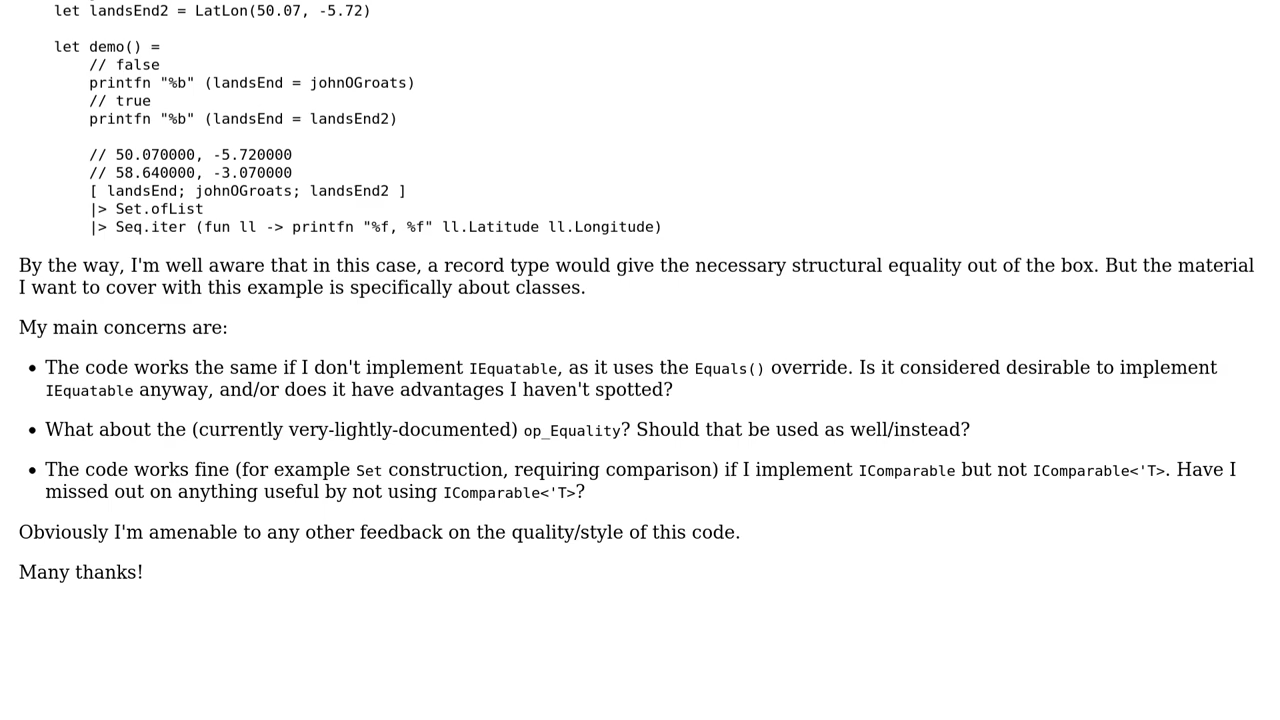 let landsEnd2 = LatLon(50.07, -5.72)
let demo() =
// false
printfn "%b" (landsEnd = johnOGroats)
// true
printfn "%b" (landsEnd = landsEnd2)
// 50.070000, -5.720000
// 58.640000, -3.070000
[ landsEnd; johnOGroats; landsEnd2 ]
|> Set.ofList
|> Seq.iter (fun ll -> printfn "%f, %f" ll.Latitude ll.Longitude)
By the way, I'm well aware that in this case, a record type would give the necessary structural equality out of the box. But the material
I want to cover with this example is specifically about classes.
My main concerns are:
• The code works the same if I don't implement IEquatable, as it uses the Equals() override. Is it considered desirable to implement
IEquatable anyway, and/or does it have advantages I haven't spotted?
• What about the (currently very-lightly-documented) op_Equality? Should that be used as well/instead?
• The code works fine (for example Set construction, requiring comparison) if I implement IComparable but not IComparable<'T>. Have I
missed out on anything useful by not using IComparable<'T>?
Obviously I'm amenable to any other feedback on the quality/style of this code.
Many thanks!